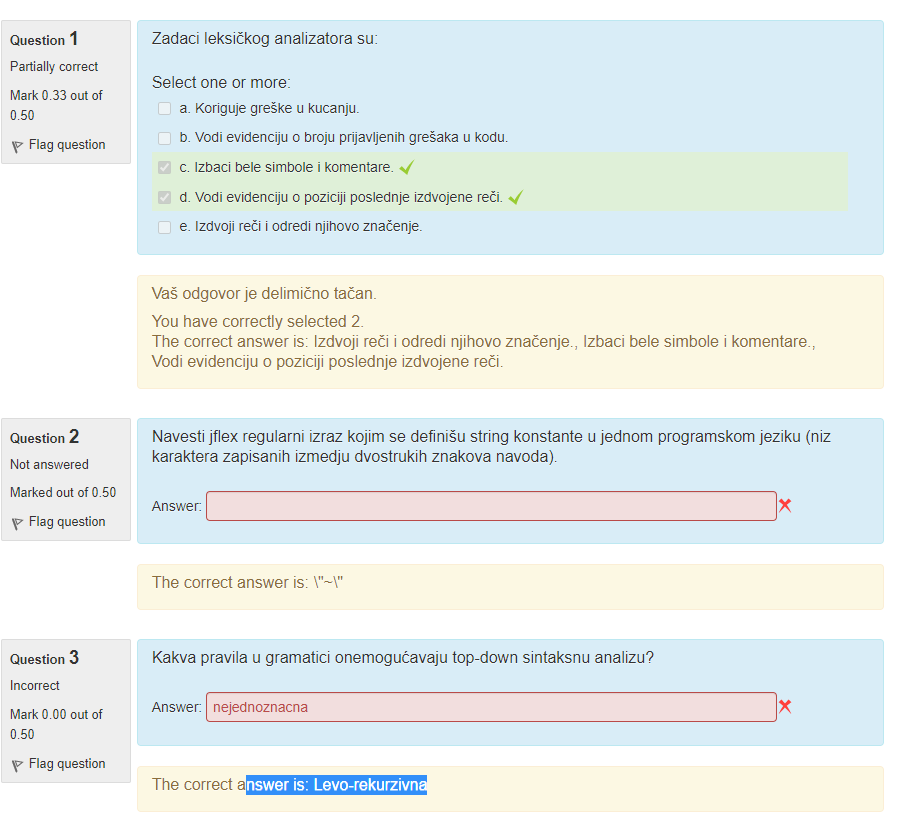 Question 1
Partially correct
Mark 0.33 out of
0.50
Flag question
Zadaci leksičkog analizatora su:
Select one or more:
a. Koriguje greške u kucanju.
b. Vodi evidenciju o broju prijavljenih grešaka u kodu.
c. Izbaci bele simbole i komentare.
d. Vodi evidenciju o poziciji poslednje izdvojene reči.
e. Izdvoji reči i odredi njihovo značenje.
Vaš odgovor je delimično tačan.
You have correctly selected 2.
The correct answer is: Izdvoji reči i odredi njihovo značenje., Izbaci bele simbole i komentare.,
Vodi evidenciju o poziciji poslednje izdvojene reči.
Question 2
Not answered
Marked out of 0.50
Flag question
Navesti jflex regularni izraz kojim se definišu string konstante u jednom programskom jeziku (niz
karaktera zapisanih izmedju dvostrukih znakova navoda).
Answer:
The correct answer is: \"~\"
Question 3
Incorrect
Mark 0.00 out of
0.50
Flag question
Kakva pravila u gramatici onemogućavaju top-down sintaksnu analizu?
Answer: nejednoznacna
The correct answer is: Levo-rekurzivna